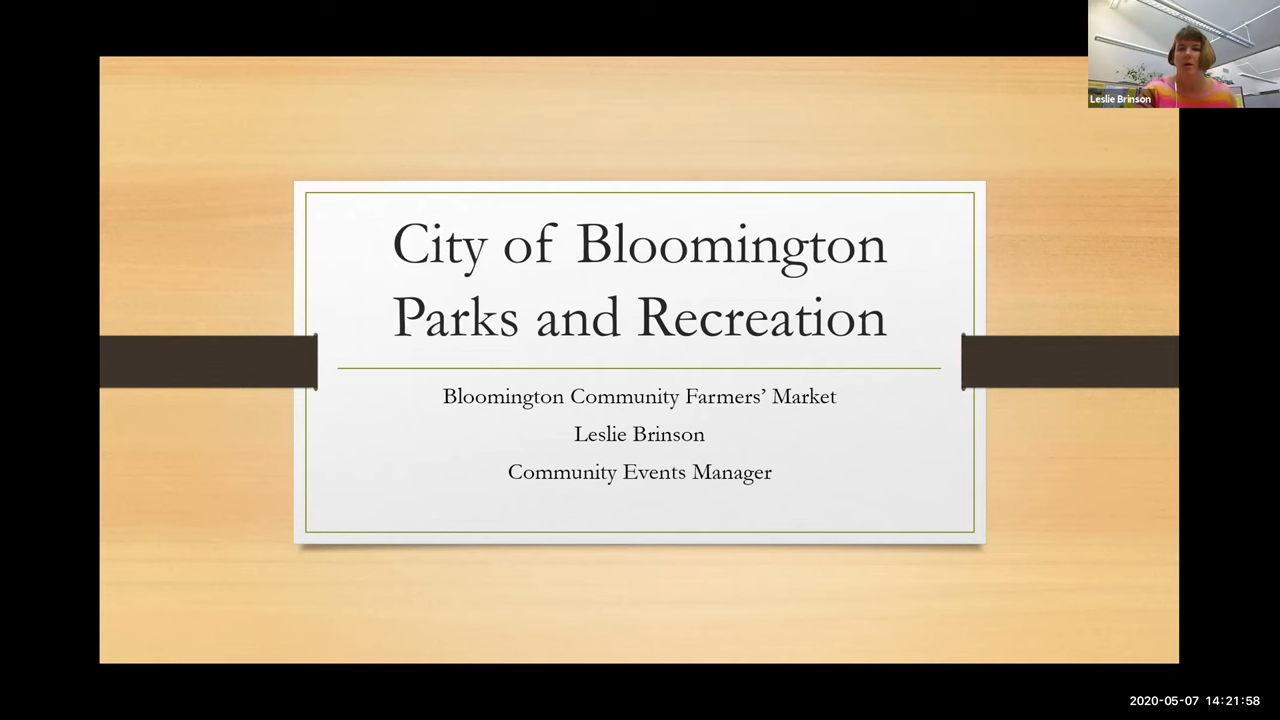 Leslie Brinson
City of Bloomington
Parks and Recreation
Bloomington Community Farmers’ Market
Leslie Brinson
Community Events Manager
2020-05-07 14:21:58